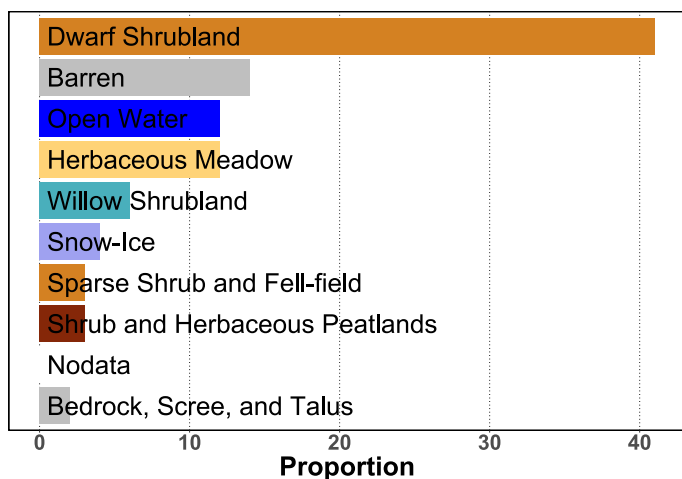 Dwarf Shrubland
Barren
Open Water
Herbaceous Meadow
Willow Shrubland
Snow-Ice
Sparse Shrub and Fell-field
Shrub and Herbaceous Peatlands
Nodata
Bedrock, Scree, and Talus
0 10 20 30 40
Proportion